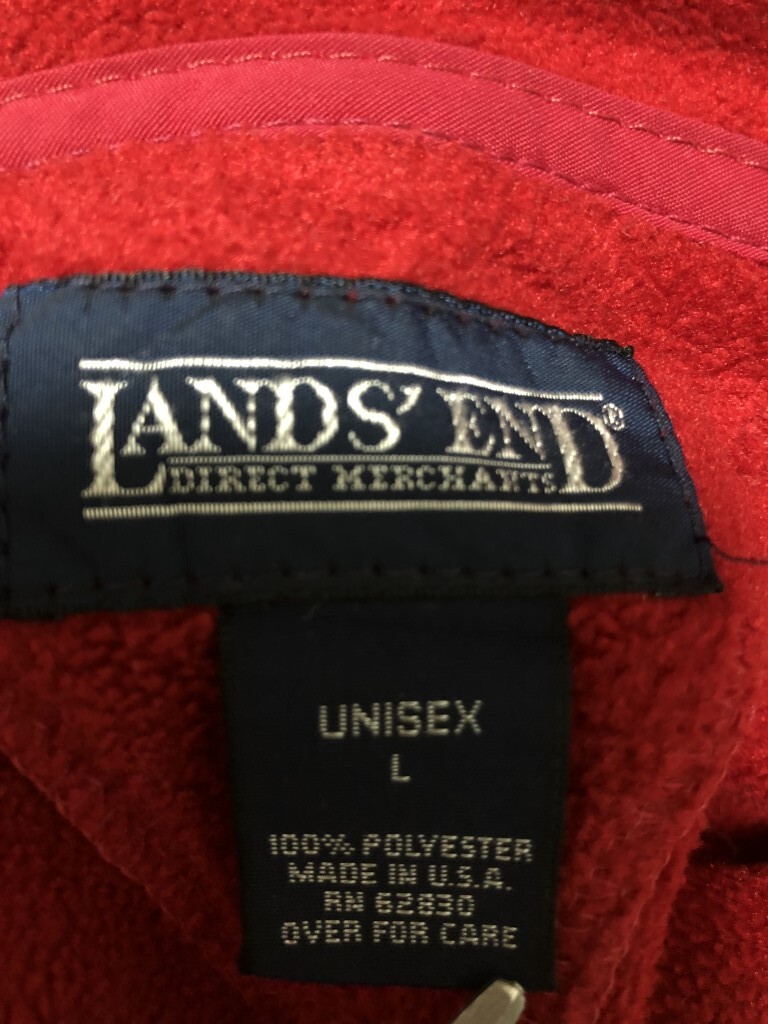 LANDS' END®
DIRECT MERCHANTS
UNISEX
L
100% POLYESTER
MADE IN U.S.A.
RN 62830
OVER FOR CARE